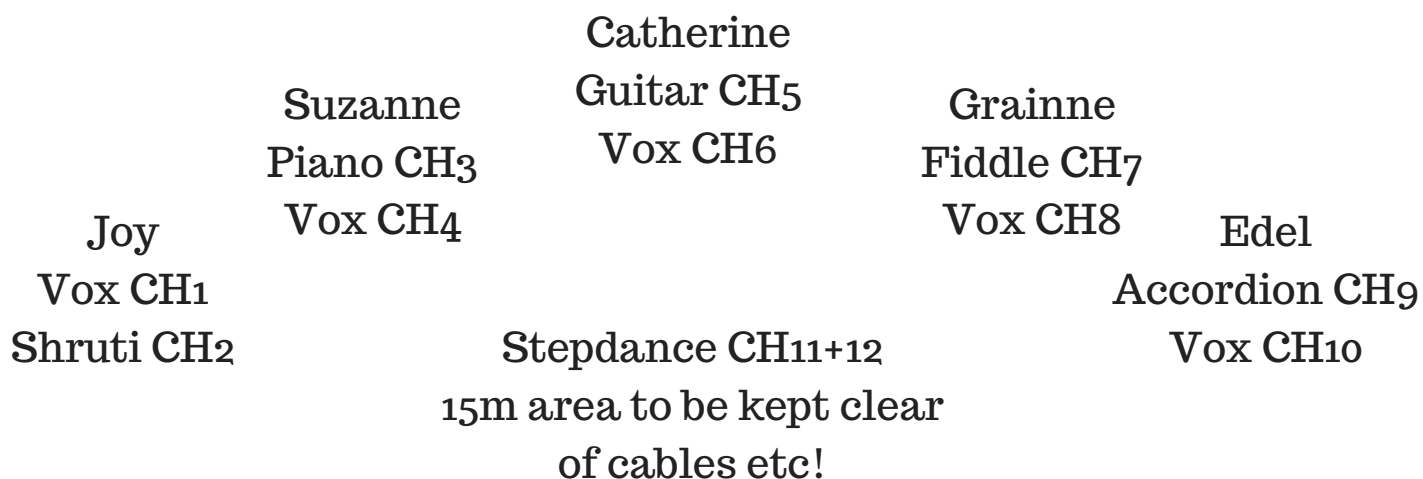 Catherine
Guitar CH5
Vox CH6
Suzanne
Piano CH3
Vox CH4
Grainne
Fiddle CH7
Vox CH8
Joy
Vox CH1
Shruti CH2
Edel
Accordion CH9
Vox CH10
Stepdance CH11+12
15m area to be kept clear
of cables etc!